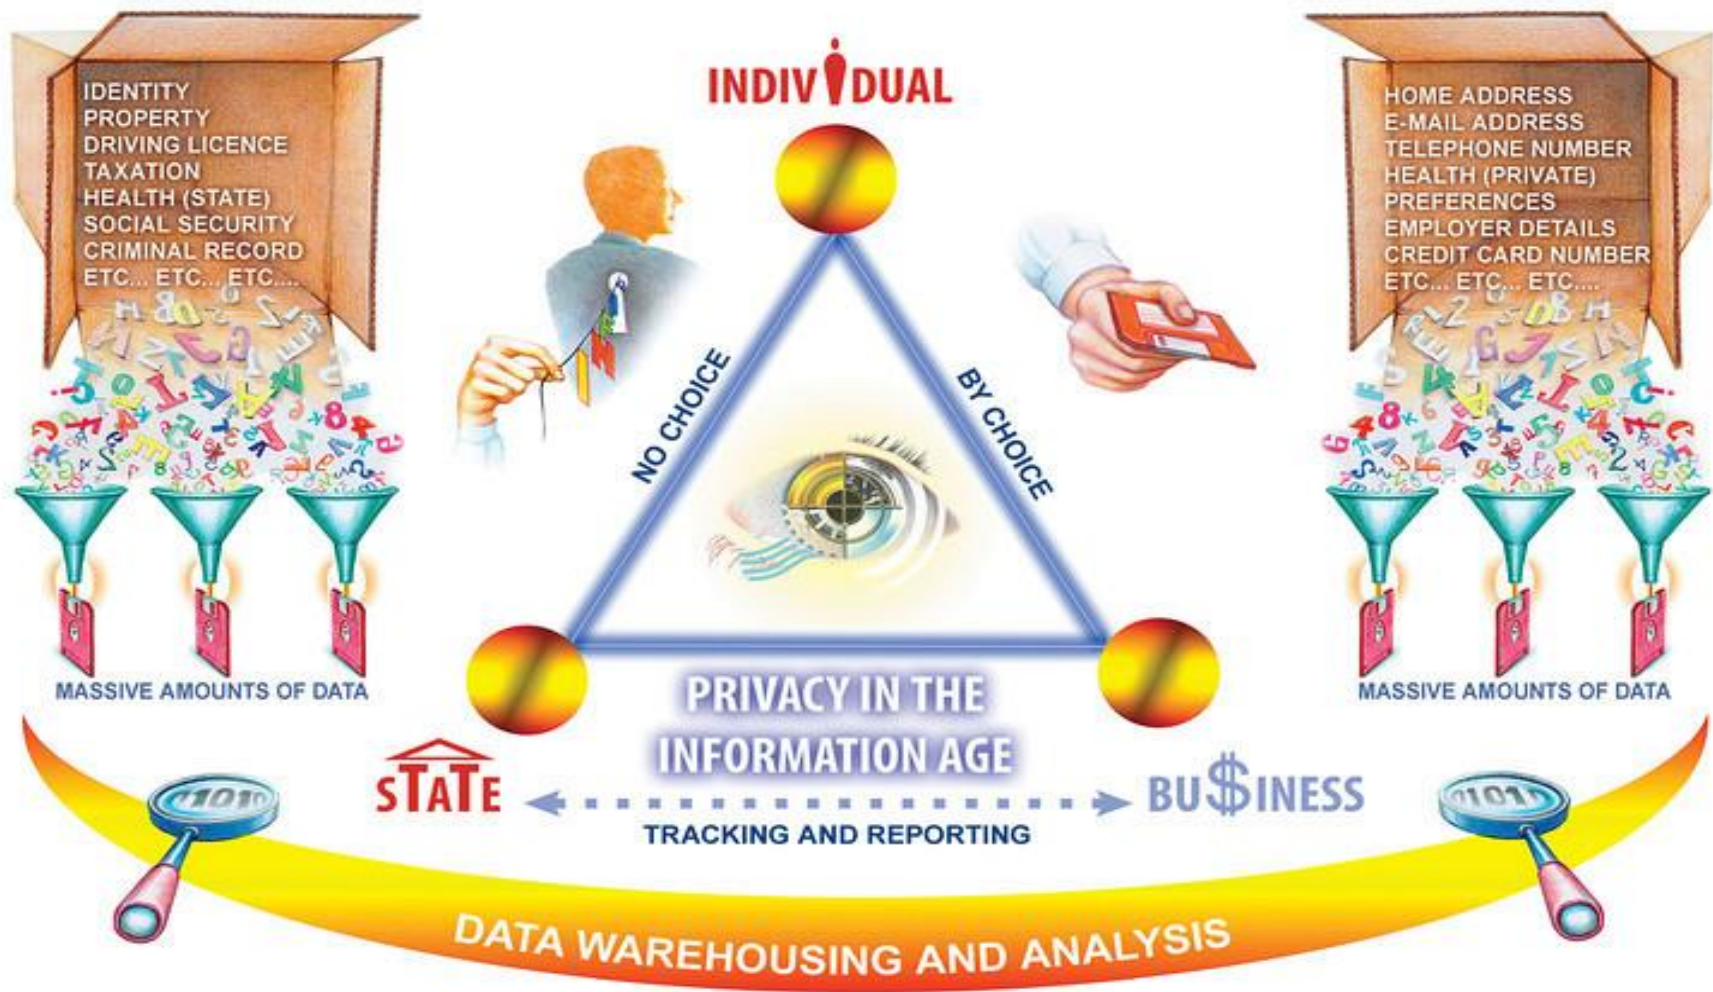 IDENTITY
PROPERTY
DRIVING LICENCE
TAXATION
HEALTH (STATE)
SOCIAL SECURITY
CRIMINAL RECORD
ETC... ETC... ETC....
MASSIVE AMOUNTS OF DATA
INDIVIDUAL
NO CHOICE
BY CHOICE
HOME ADDRESS
E-MAIL ADDRESS
TELEPHONE NUMBER
HEALTH (PRIVATE)
PREFERENCES
EMPLOYER DETAILS
CREDIT CARD NUMBER
ETC... ETC... ETC....
MASSIVE AMOUNTS OF DATA
PRIVACY IN THE
INFORMATION AGE
STATE
BU$INESS
TRACKING AND REPORTING
101
101
DATA WAREHOUSING AND ANALYSIS